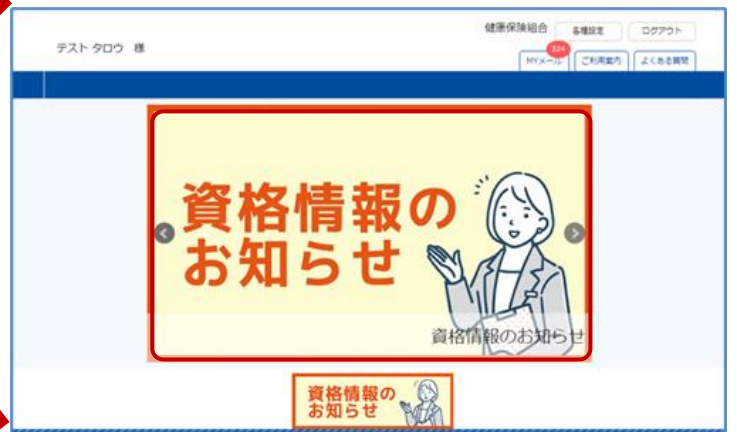 健康保険組合 各種設定 ログアウト
テスト タロウ 様
324
MYメール ご利用案内 よくある質問
資格情報の
お知らせ
資格情報のお知らせ
資格情報の
お知らせ